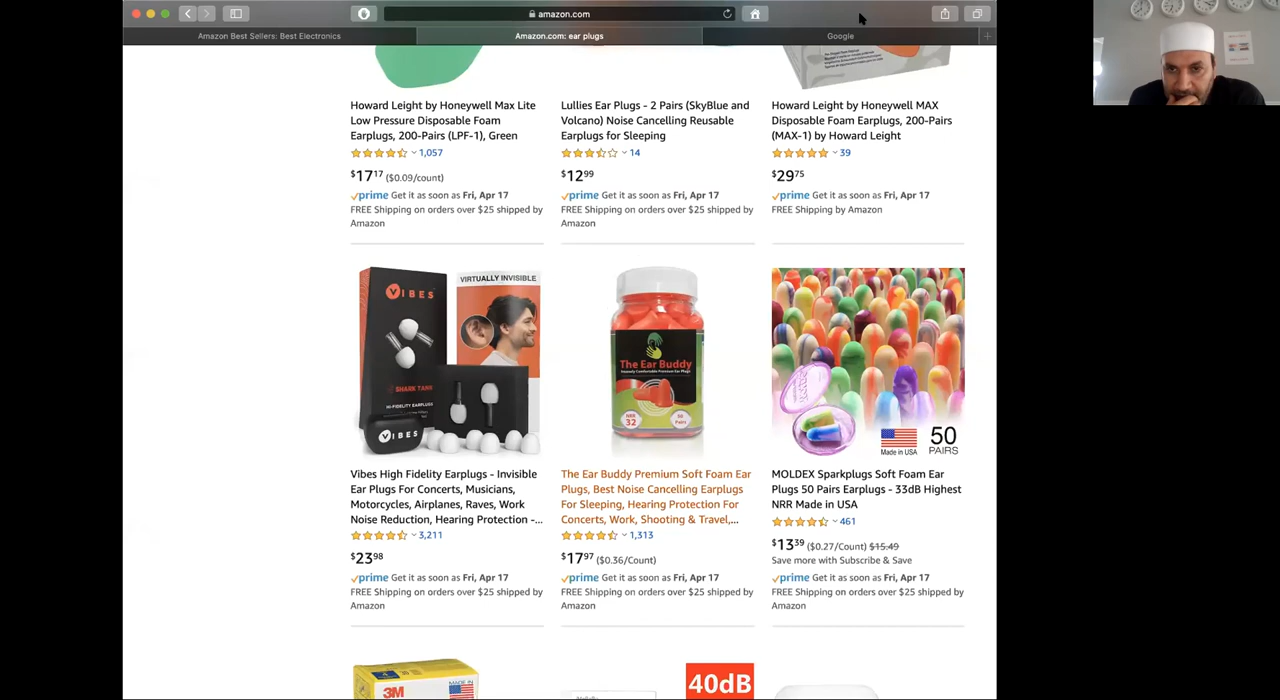 amazon.com
Amazon Best Sellers: Best Electronics
Amazon.com: ear plugs
Google
Howard Leight by Honeywell Max Lite
Low Pressure Disposable Foam
Earplugs, 200-Pairs (LPF-1), Green
1,057
$17 17 ($0.09/count)
prime Get it as soon as Fri, Apr 17
FREE Shipping on orders over $25 shipped by
Amazon
Lullies Ear Plugs - 2 Pairs (SkyBlue and
Volcano) Noise Cancelling Reusable
Earplugs for Sleeping
14
$12 99
prime Get it as soon as Fri, Apr 17
FREE Shipping on orders over $25 shipped by
Amazon
Howard Leight by Honeywell MAX
Disposable Foam Earplugs, 200-Pairs
(MAX-1) by Howard Leight
39
$29 75
prime Get it as soon as Fri, Apr 17
FREE Shipping by Amazon
VIBES
VIRTUALLY INVISIBLE
SHARK TANK
HI-FIDELITY EARPLUGS
VIBES
Vibes High Fidelity Earplugs - Invisible
Ear Plugs For Concerts, Musicians,
Motorcycles, Airplanes, Raves, Work
Noise Reduction, Hearing Protection -...
3,211
$23 98
prime Get it as soon as Fri, Apr 17
FREE Shipping on orders over $25 shipped by
Amazon
The Ear Buddy
NRR
32
50
Pairs
The Ear Buddy Premium Soft Foam Ear
Plugs, Best Noise Cancelling Earplugs
For Sleeping, Hearing Protection For
Concerts, Work, Shooting & Travel,...
1,313
$17 97 ($0.36/Count)
prime Get it as soon as Fri, Apr 17
FREE Shipping on orders over $25 shipped by
Amazon
Made in USA
50
PAIRS
MOLDEX Sparkplugs Soft Foam Ear
Plugs 50 Pairs Earplugs - 33dB Highest
NRR Made in USA
461
$13 39 ($0.27/Count) $15.49
Save more with Subscribe & Save
prime Get it as soon as Fri, Apr 17
FREE Shipping on orders over $25 shipped by
Amazon
3M
MADE IN
40dB